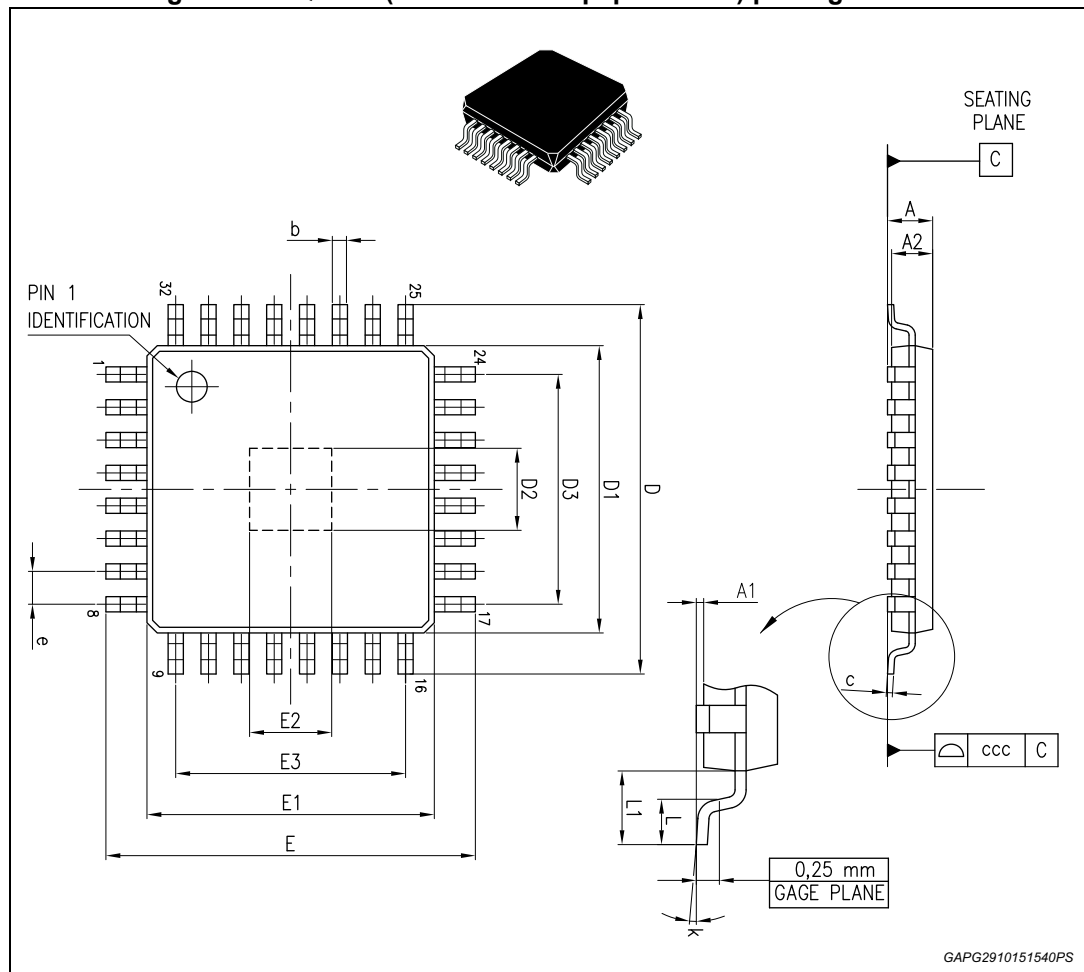 SEATING
PLANE
C
A
A2
b
32
25
PIN 1
IDENTIFICATION
1
24
D2
D3
D1
D
8
17
e
9
16
A1
c
E2
E3
E1
E
ccc C
L1
L
0,25 mm
GAGE PLANE
k
GAPG2910151540PS